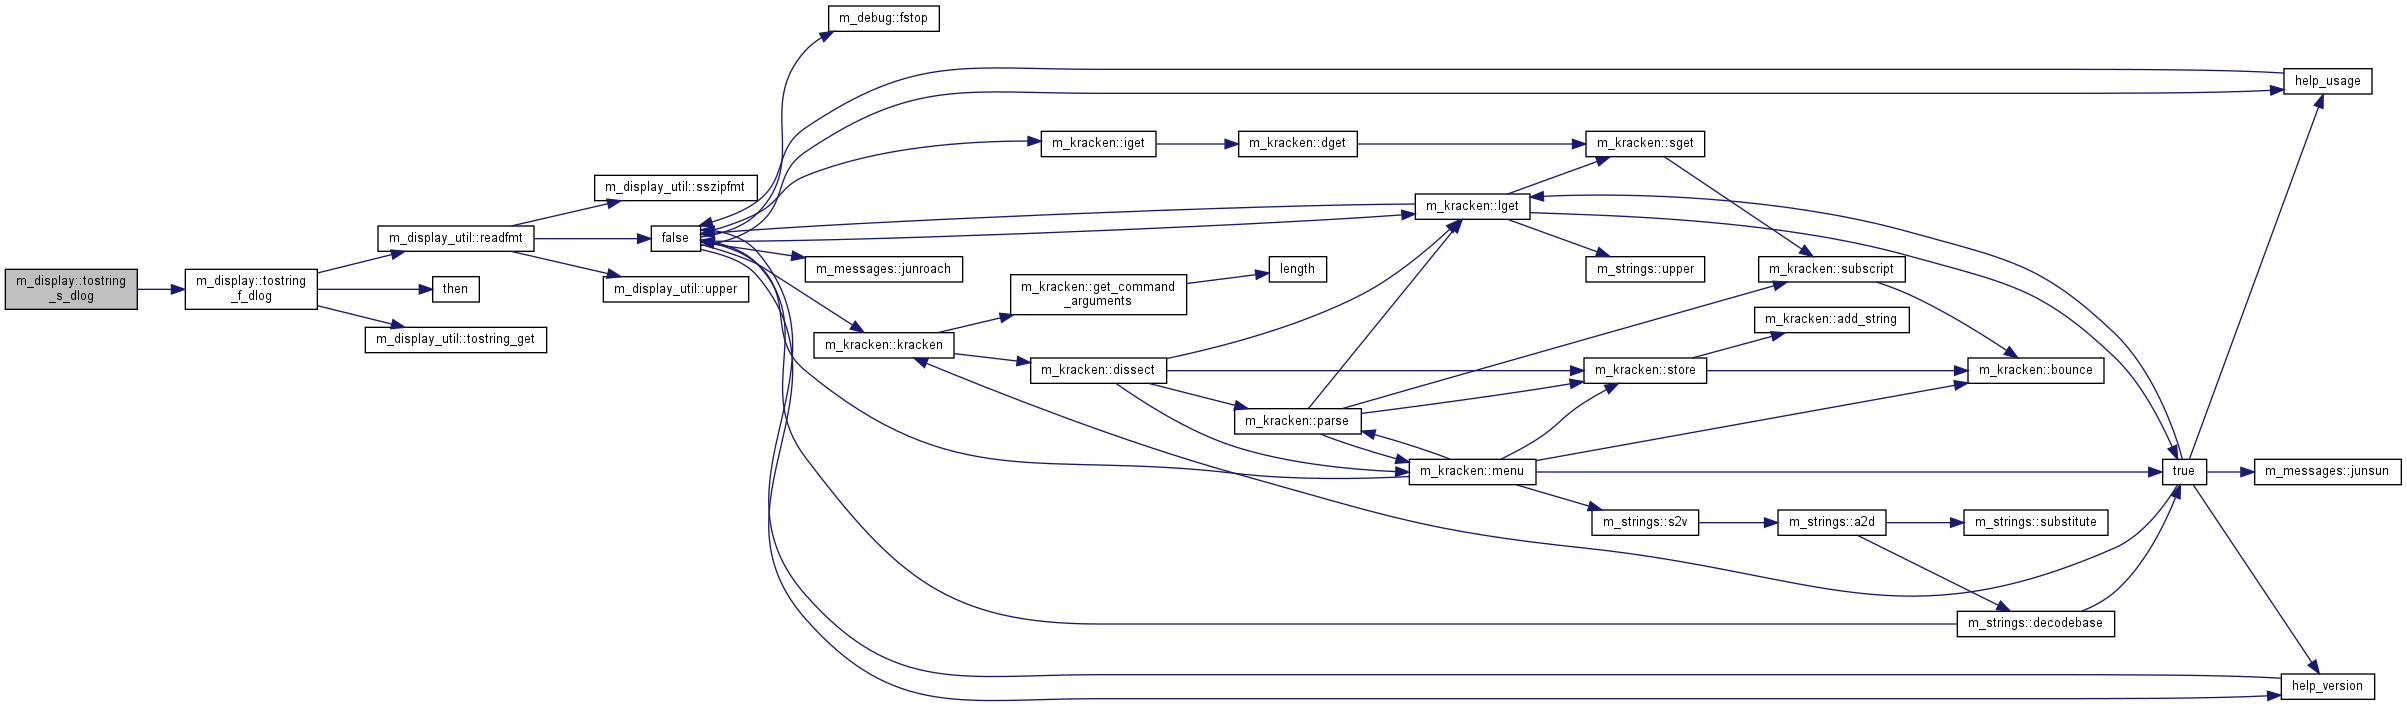 m_debug::fstop
help_usage
m_kracken::iget
m_kracken::dget
m_kracken::sget
m_display_util::sszipfmt
m_kracken::lget
m_display_util::readfmt
false
m_messages::junroach
m_strings::upper
m_kracken::subscript
m_display::tostring
_s_dlog
m_display::tostring
_f_dlog
then
m_display_util::upper
m_kracken::get_command
_arguments
length
m_kracken::add_string
m_display_util::tostring_get
m_kracken::kracken
m_kracken::dissect
m_kracken::store
m_kracken::bounce
m_kracken::parse
m_kracken::menu
true
m_messages::junsun
m_strings::s2v
m_strings::a2d
m_strings::substitute
m_strings::decodebase
help_version